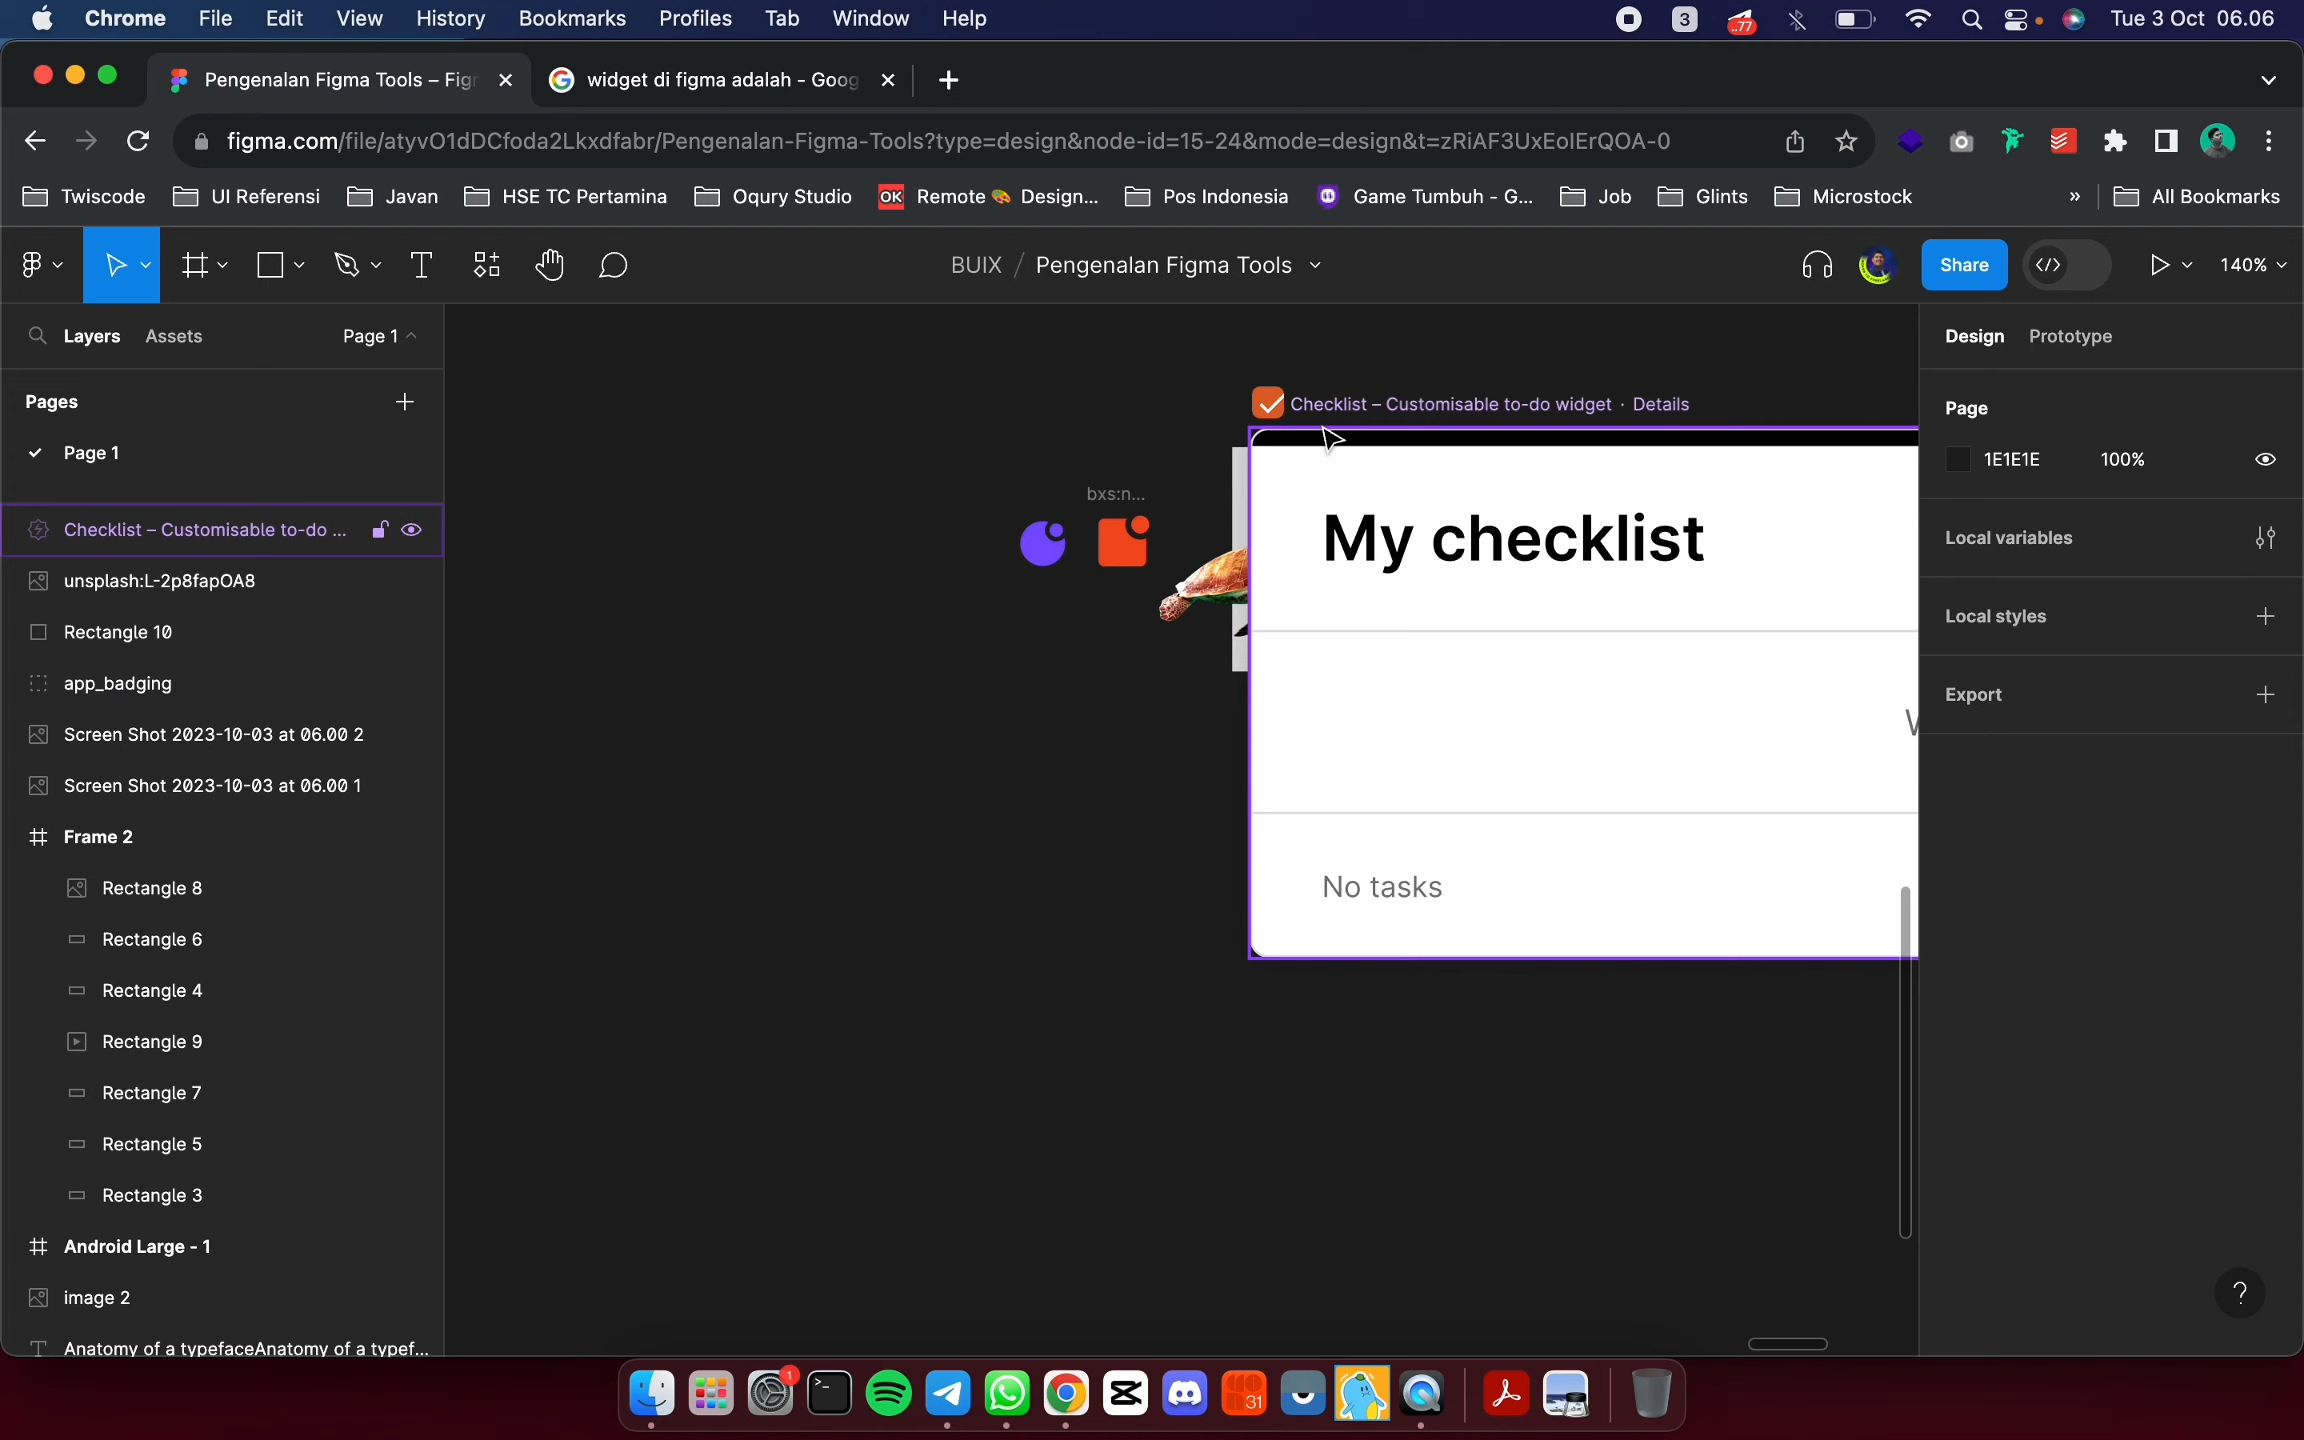 Chrome File Edit View History Bookmarks Profiles Tab Window Help 3 ..77 Tue 3 Oct 06.06
Pengenalan Figma Tools – Figr widget di figma adalah - Goog
figma.com/file/atyvO1dDCfoda2Lkxdfabr/Pengenalan-Figma-Tools?type=design&node-id=15-24&mode=design&t=zRiAF3UxEolErQOA-0
Twiscode UI Referensi Javan HSE TC Pertamina Oqury Studio OK Remote Design... Pos Indonesia Game Tumbuh - G... Job Glints Microstock » All Bookmarks
BUIX / Pengenalan Figma Tools Share 140%
Layers Assets Page 1
Design Prototype
Pages
Page 1
Checklist – Customisable to-do ...
unsplash:L-2p8fapOA8
Rectangle 10
app_badging
Screen Shot 2023-10-03 at 06.00 2
Screen Shot 2023-10-03 at 06.00 1
Frame 2
Rectangle 8
Rectangle 6
Rectangle 4
Rectangle 9
Rectangle 7
Rectangle 5
Rectangle 3
Android Large - 1
image 2
Anatomy of a typefaceAnatomy of a typef...
Checklist – Customisable to-do widget · Details
bxs:n...
My checklist
No tasks
Page
1E1E1E 100%
Local variables
Local styles
Export
?
1
31